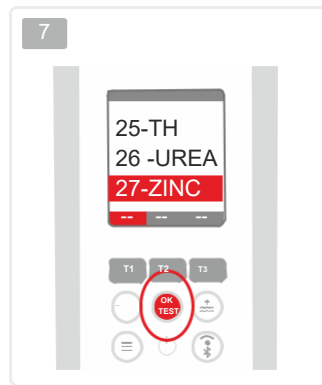 7
25-TH
26 -UREA
27-ZINC
-- -- --
T1 T2 T3
OK
TEST